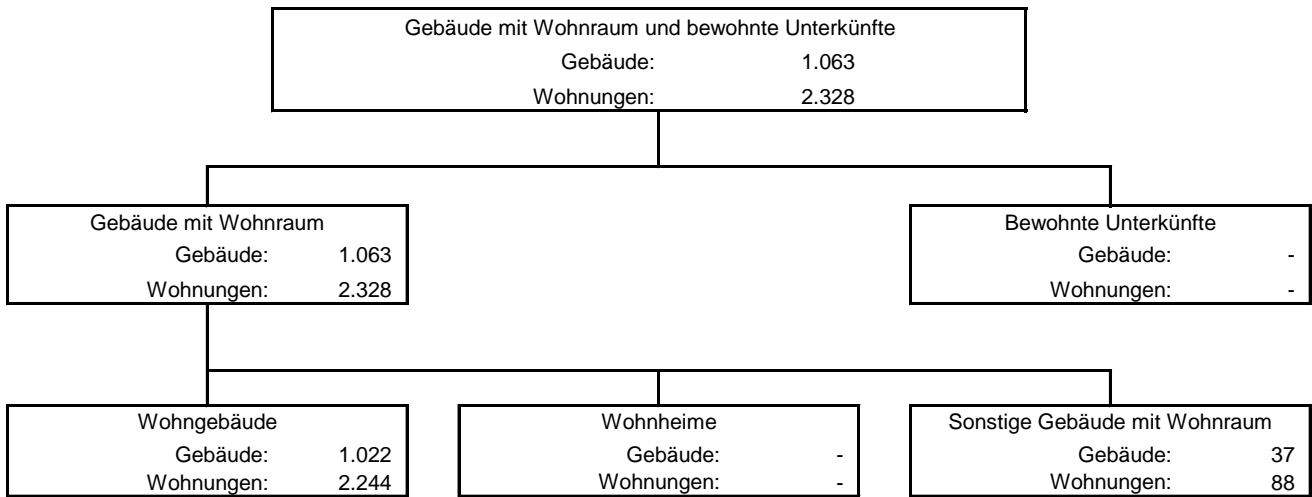 Gebäude mit Wohnraum und bewohnte Unterkünfte
Gebäude: 1.063
Wohnungen: 2.328
Gebäude mit Wohnraum
Gebäude: 1.063
Wohnungen: 2.328
Bewohnte Unterkünfte
Gebäude: -
Wohnungen: -
Wohngebäude
Gebäude: 1.022
Wohnungen: 2.244
Wohnheime
Gebäude: -
Wohnungen: -
Sonstige Gebäude mit Wohnraum
Gebäude: 37
Wohnungen: 88